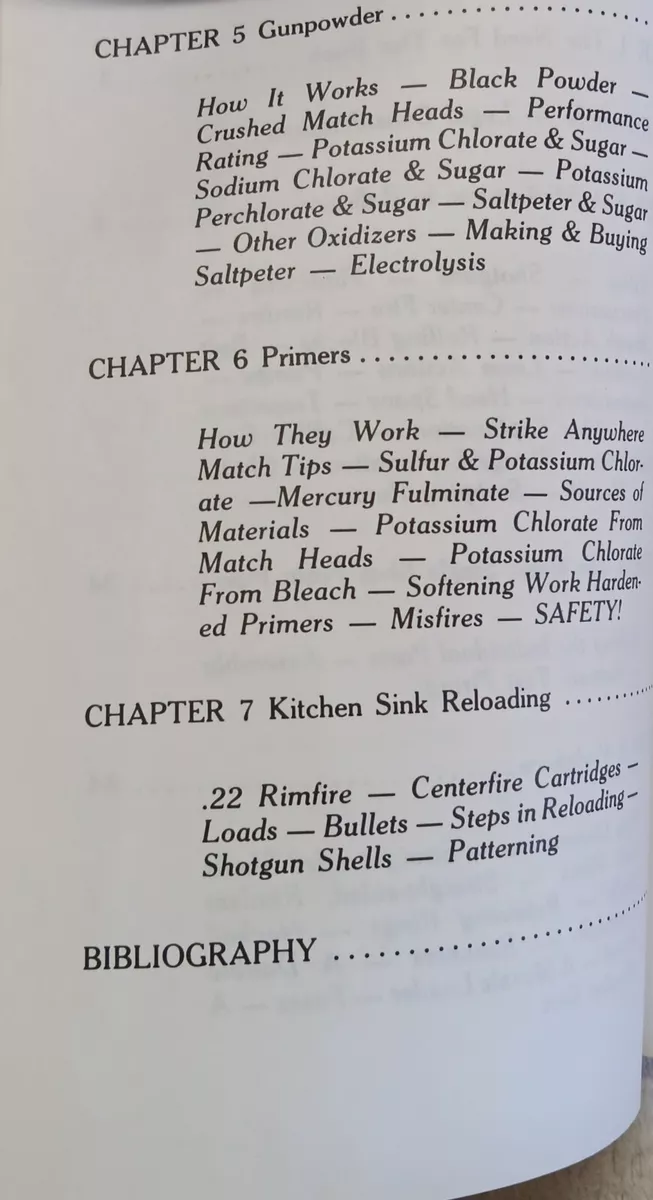 CHAPTER 5 Gunpowder . . . . . . . . . . . . . . . . . . . .
How It Works — Black Powder —
Crushed Match Heads — Performance
Rating — Potassium Chlorate & Sugar —
Sodium Chlorate & Sugar — Potassium
Perchlorate & Sugar — Saltpeter & Sugar
— Other Oxidizers — Making & Buying
Saltpeter — Electrolysis
CHAPTER 6 Primers . . . . . . . . . . . . . . . . . . . . . . .
How They Work — Strike Anywhere
Match Tips — Sulfur & Potassium Chlor-
ate —Mercury Fulminate — Sources of
Materials — Potassium Chlorate From
Match Heads — Potassium Chlorate
From Bleach — Softening Work Harden-
ed Primers — Misfires — SAFETY!
CHAPTER 7 Kitchen Sink Reloading . . . . . . . . . .
.22 Rimfire — Centerfire Cartridges –
Loads — Bullets — Steps in Reloading –
Shotgun Shells — Patterning
BIBLIOGRAPHY . . . . . . . . . . . . . . . . . . . . . . . .